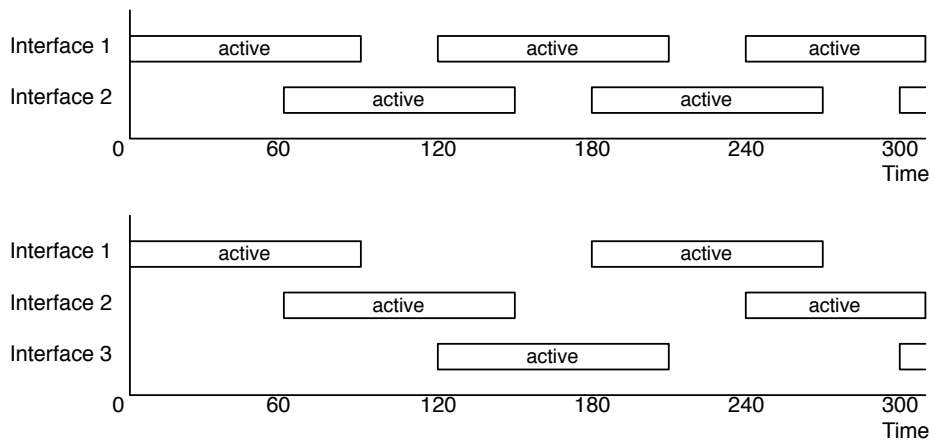 Interface 1 active active active
Interface 2 active active
0 60 120 180 240 300
Time
Interface 1 active active
Interface 2 active active
Interface 3 active
0 60 120 180 240 300
Time